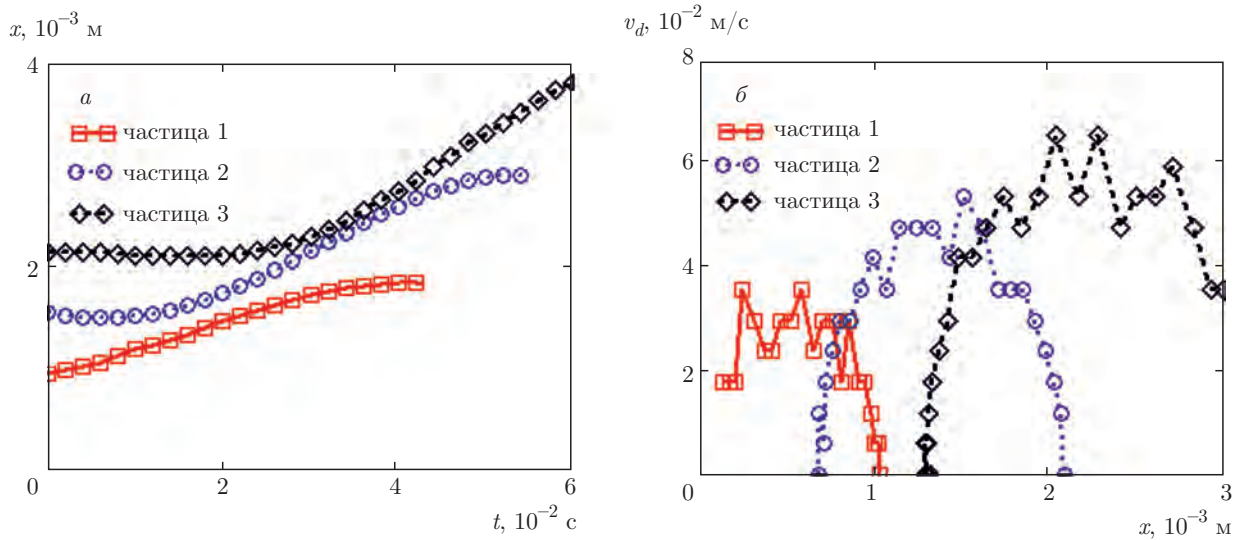 x, 10⁻³ м
4
а
частица 1
частица 2
частица 3
2
0
2
4
6
t, 10⁻² с
v_d, 10⁻² м/с
8
б
частица 1
частица 2
частица 3
6
4
2
0
1
2
3
x, 10⁻³ м